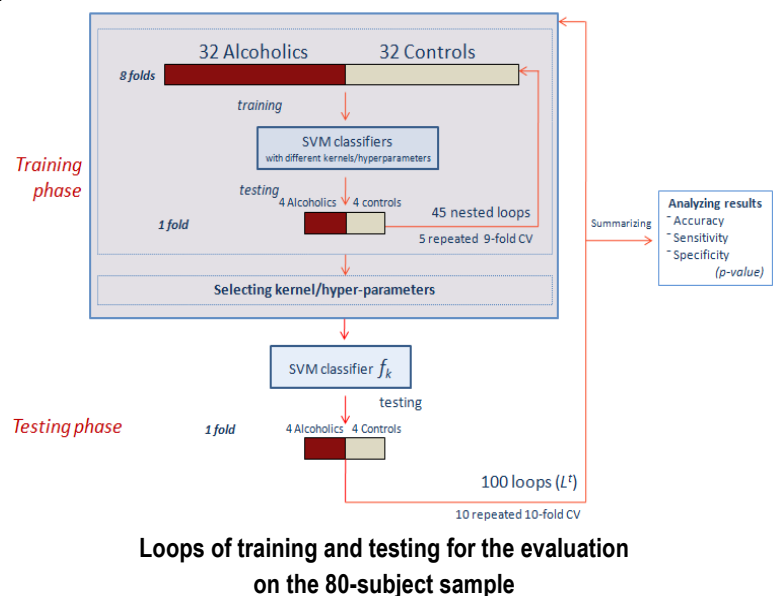 32 Alcoholics 32 Controls
8 folds
training
SVM classifiers
with different kernels/hyperparameters
Training
phase
testing
4 Alcoholics 4 controls
1 fold
45 nested loops
5 repeated 9-fold CV
Selecting kernel/hyper-parameters
Summarizing
Analyzing results
- Accuracy
- Sensitivity
- Specificity
(p-value)
SVM classifier fk
testing
Testing phase
1 fold
4 Alcoholics 4 Controls
100 loops (Lt)
10 repeated 10-fold CV
Loops of training and testing for the evaluation
on the 80-subject sample